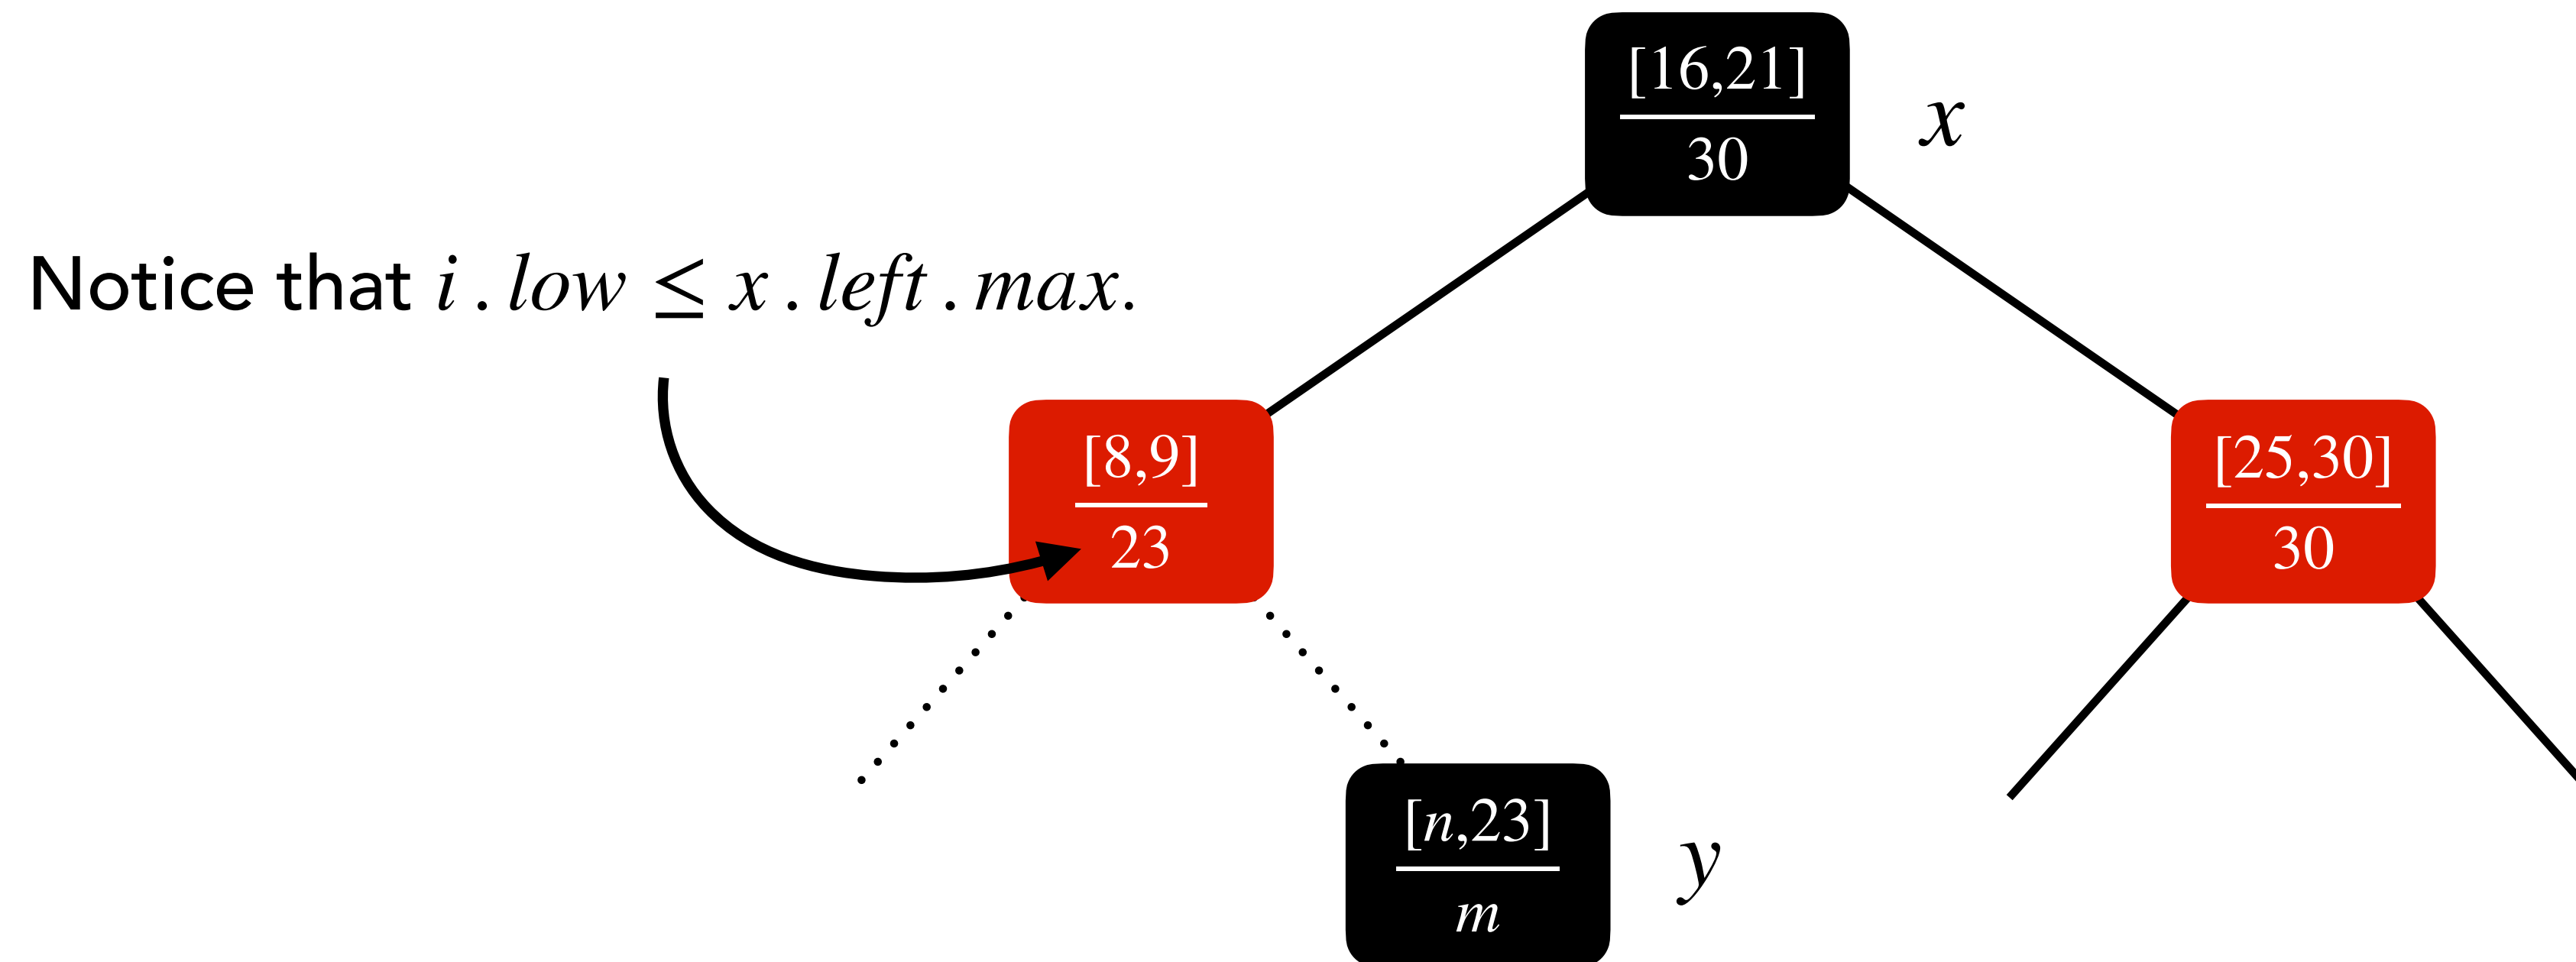 [16,21]
30
x
Notice that i . low ≤ x . left . max.
[8,9]
23
[25,30]
30
[n,23]
m
y